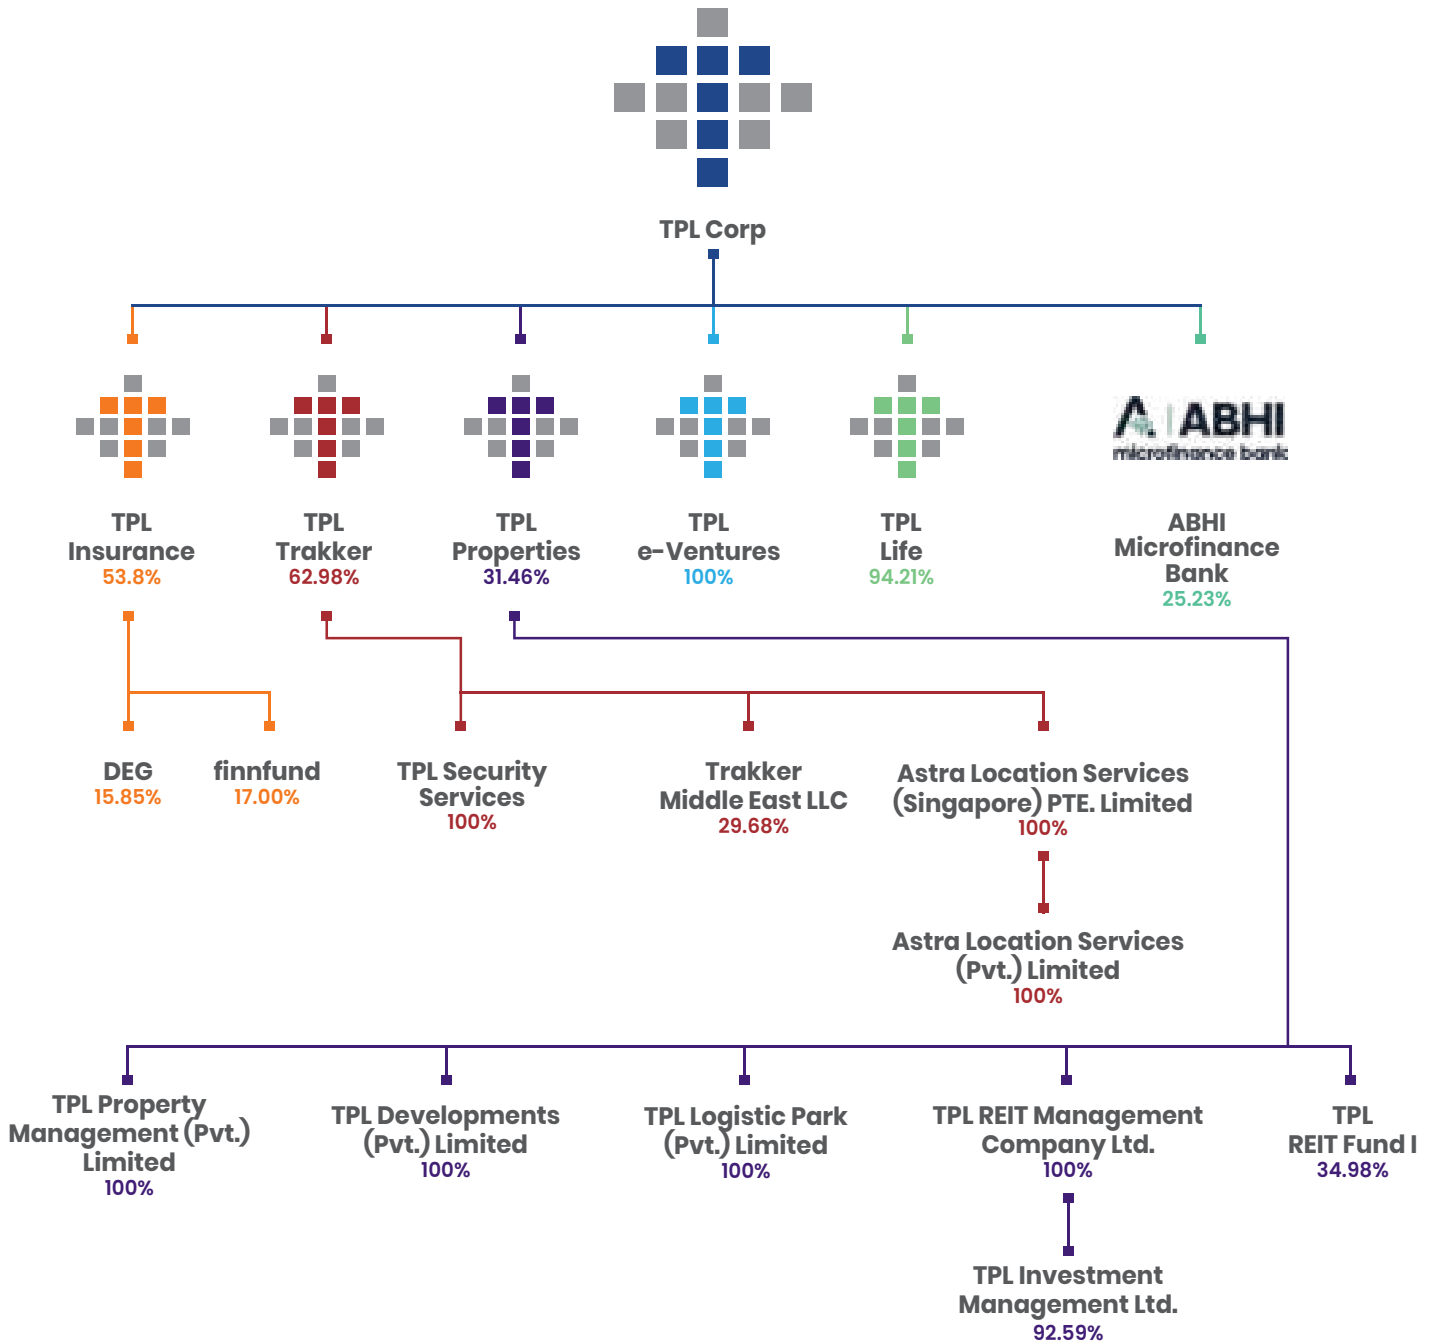 TPL Corp
ABHI
microfinance bank
TPL
Insurance
53.8%
TPL
Trakker
62.98%
TPL
Properties
31.46%
TPL
e-Ventures
100%
TPL
Life
94.21%
ABHI
Microfinance
Bank
25.23%
DEG
15.85%
finnfund
17.00%
TPL Security
Services
100%
Trakker
Middle East LLC
29.68%
Astra Location Services
(Singapore) PTE. Limited
100%
Astra Location Services
(Pvt.) Limited
100%
TPL Property
Management (Pvt.)
Limited
100%
TPL Developments
(Pvt.) Limited
100%
TPL Logistic Park
(Pvt.) Limited
100%
TPL REIT Management
Company Ltd.
100%
TPL
REIT Fund I
34.98%
TPL Investment
Management Ltd.
92.59%